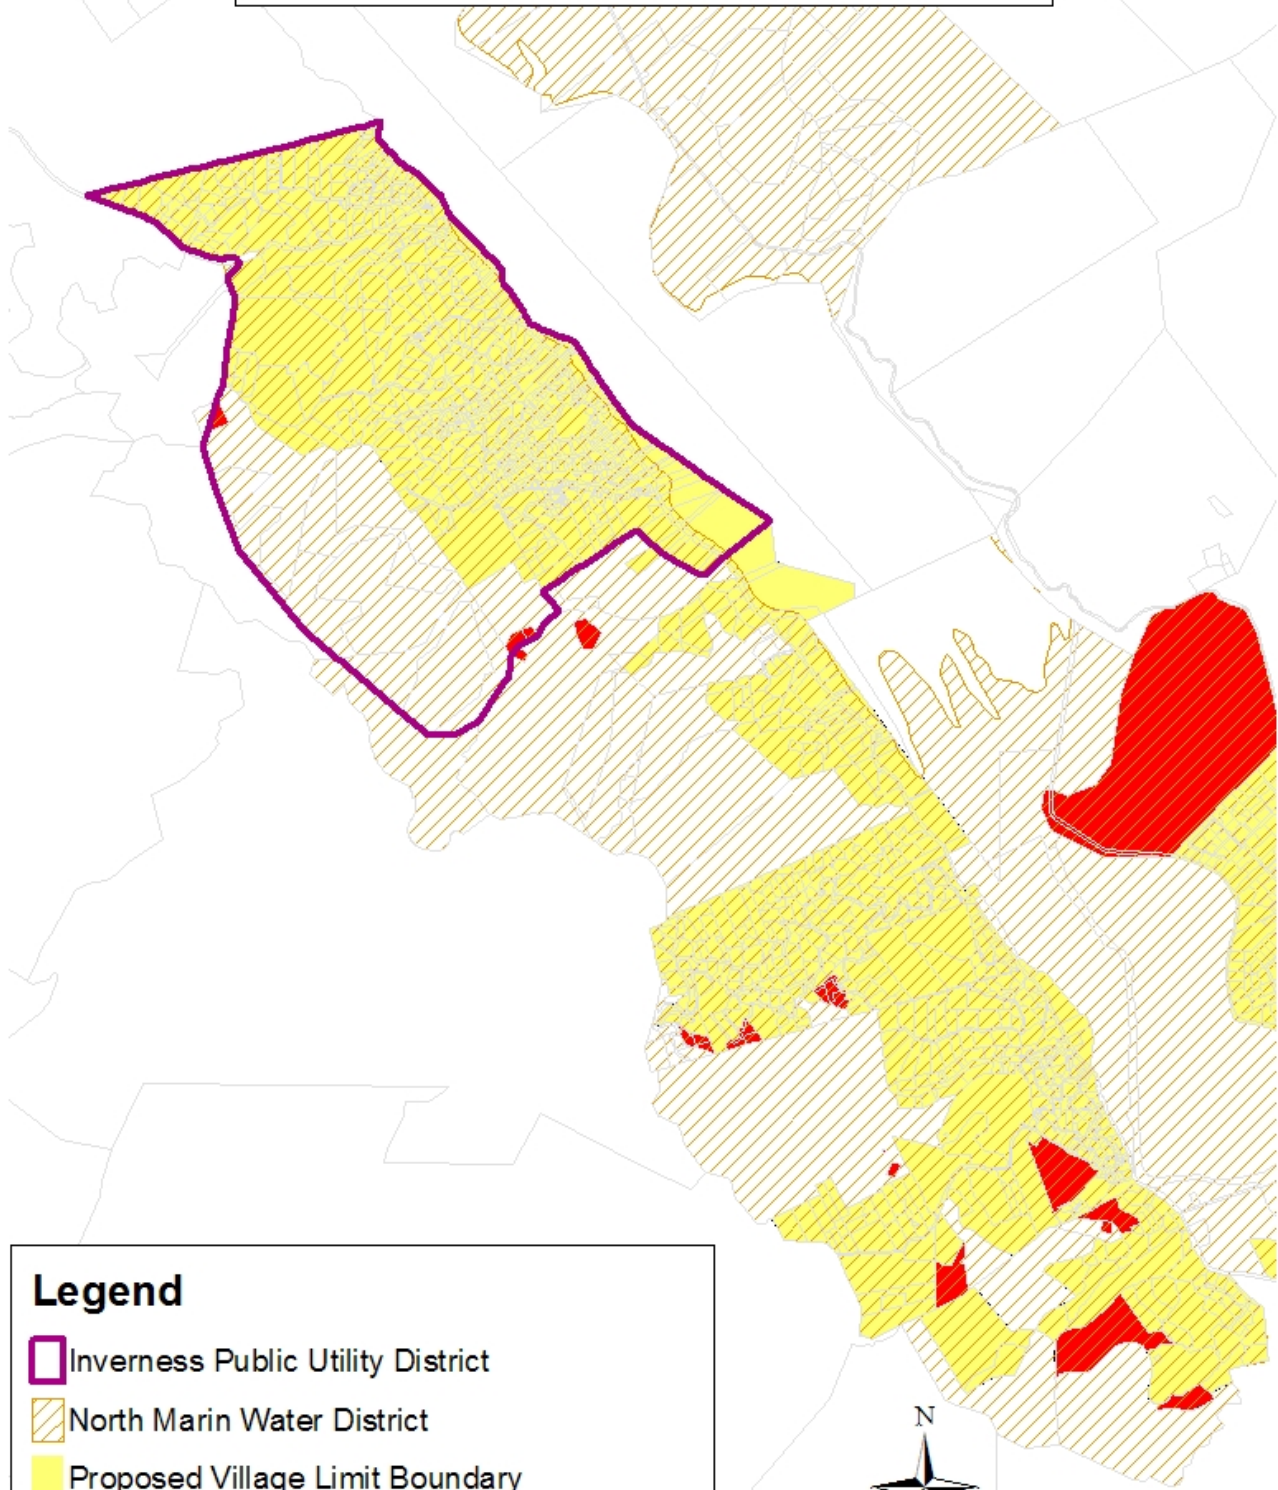 Legend
Inverness Public Utility District
North Marin Water District
Proposed Village Limit Boundary
N